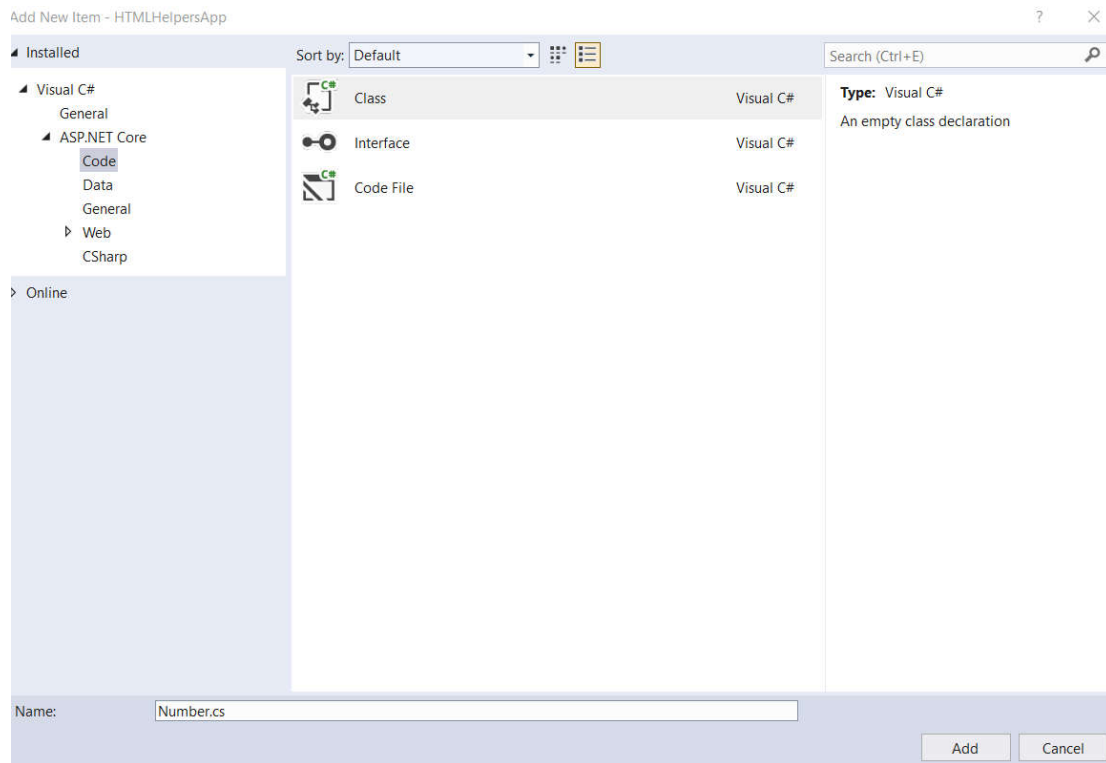 Add New Item - HTMLHelpersApp
?
Installed
Sort by: Default
Search (Ctrl+E)
Visual C#
General
ASP.NET Core
Code
Data
General
Web
CSharp
Online
C# Class Visual C#
Interface Visual C#
C# Code File Visual C#
Type: Visual C#
An empty class declaration
Name: Number.cs
Add Cancel